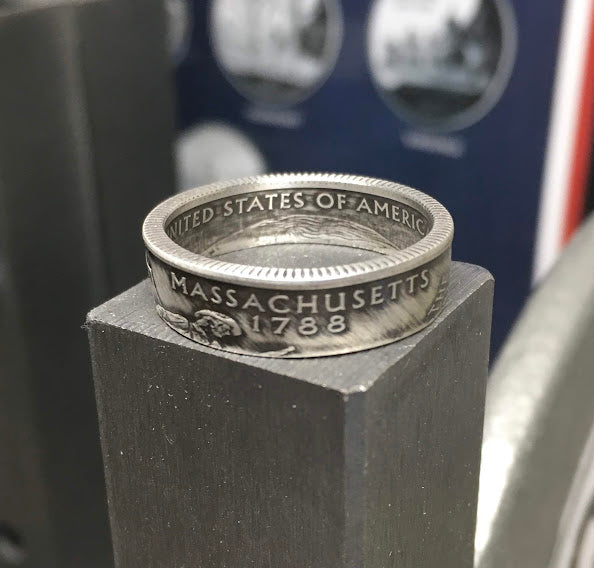 NITED STATES OF AMERIC
MASSACHUSETTS
1788